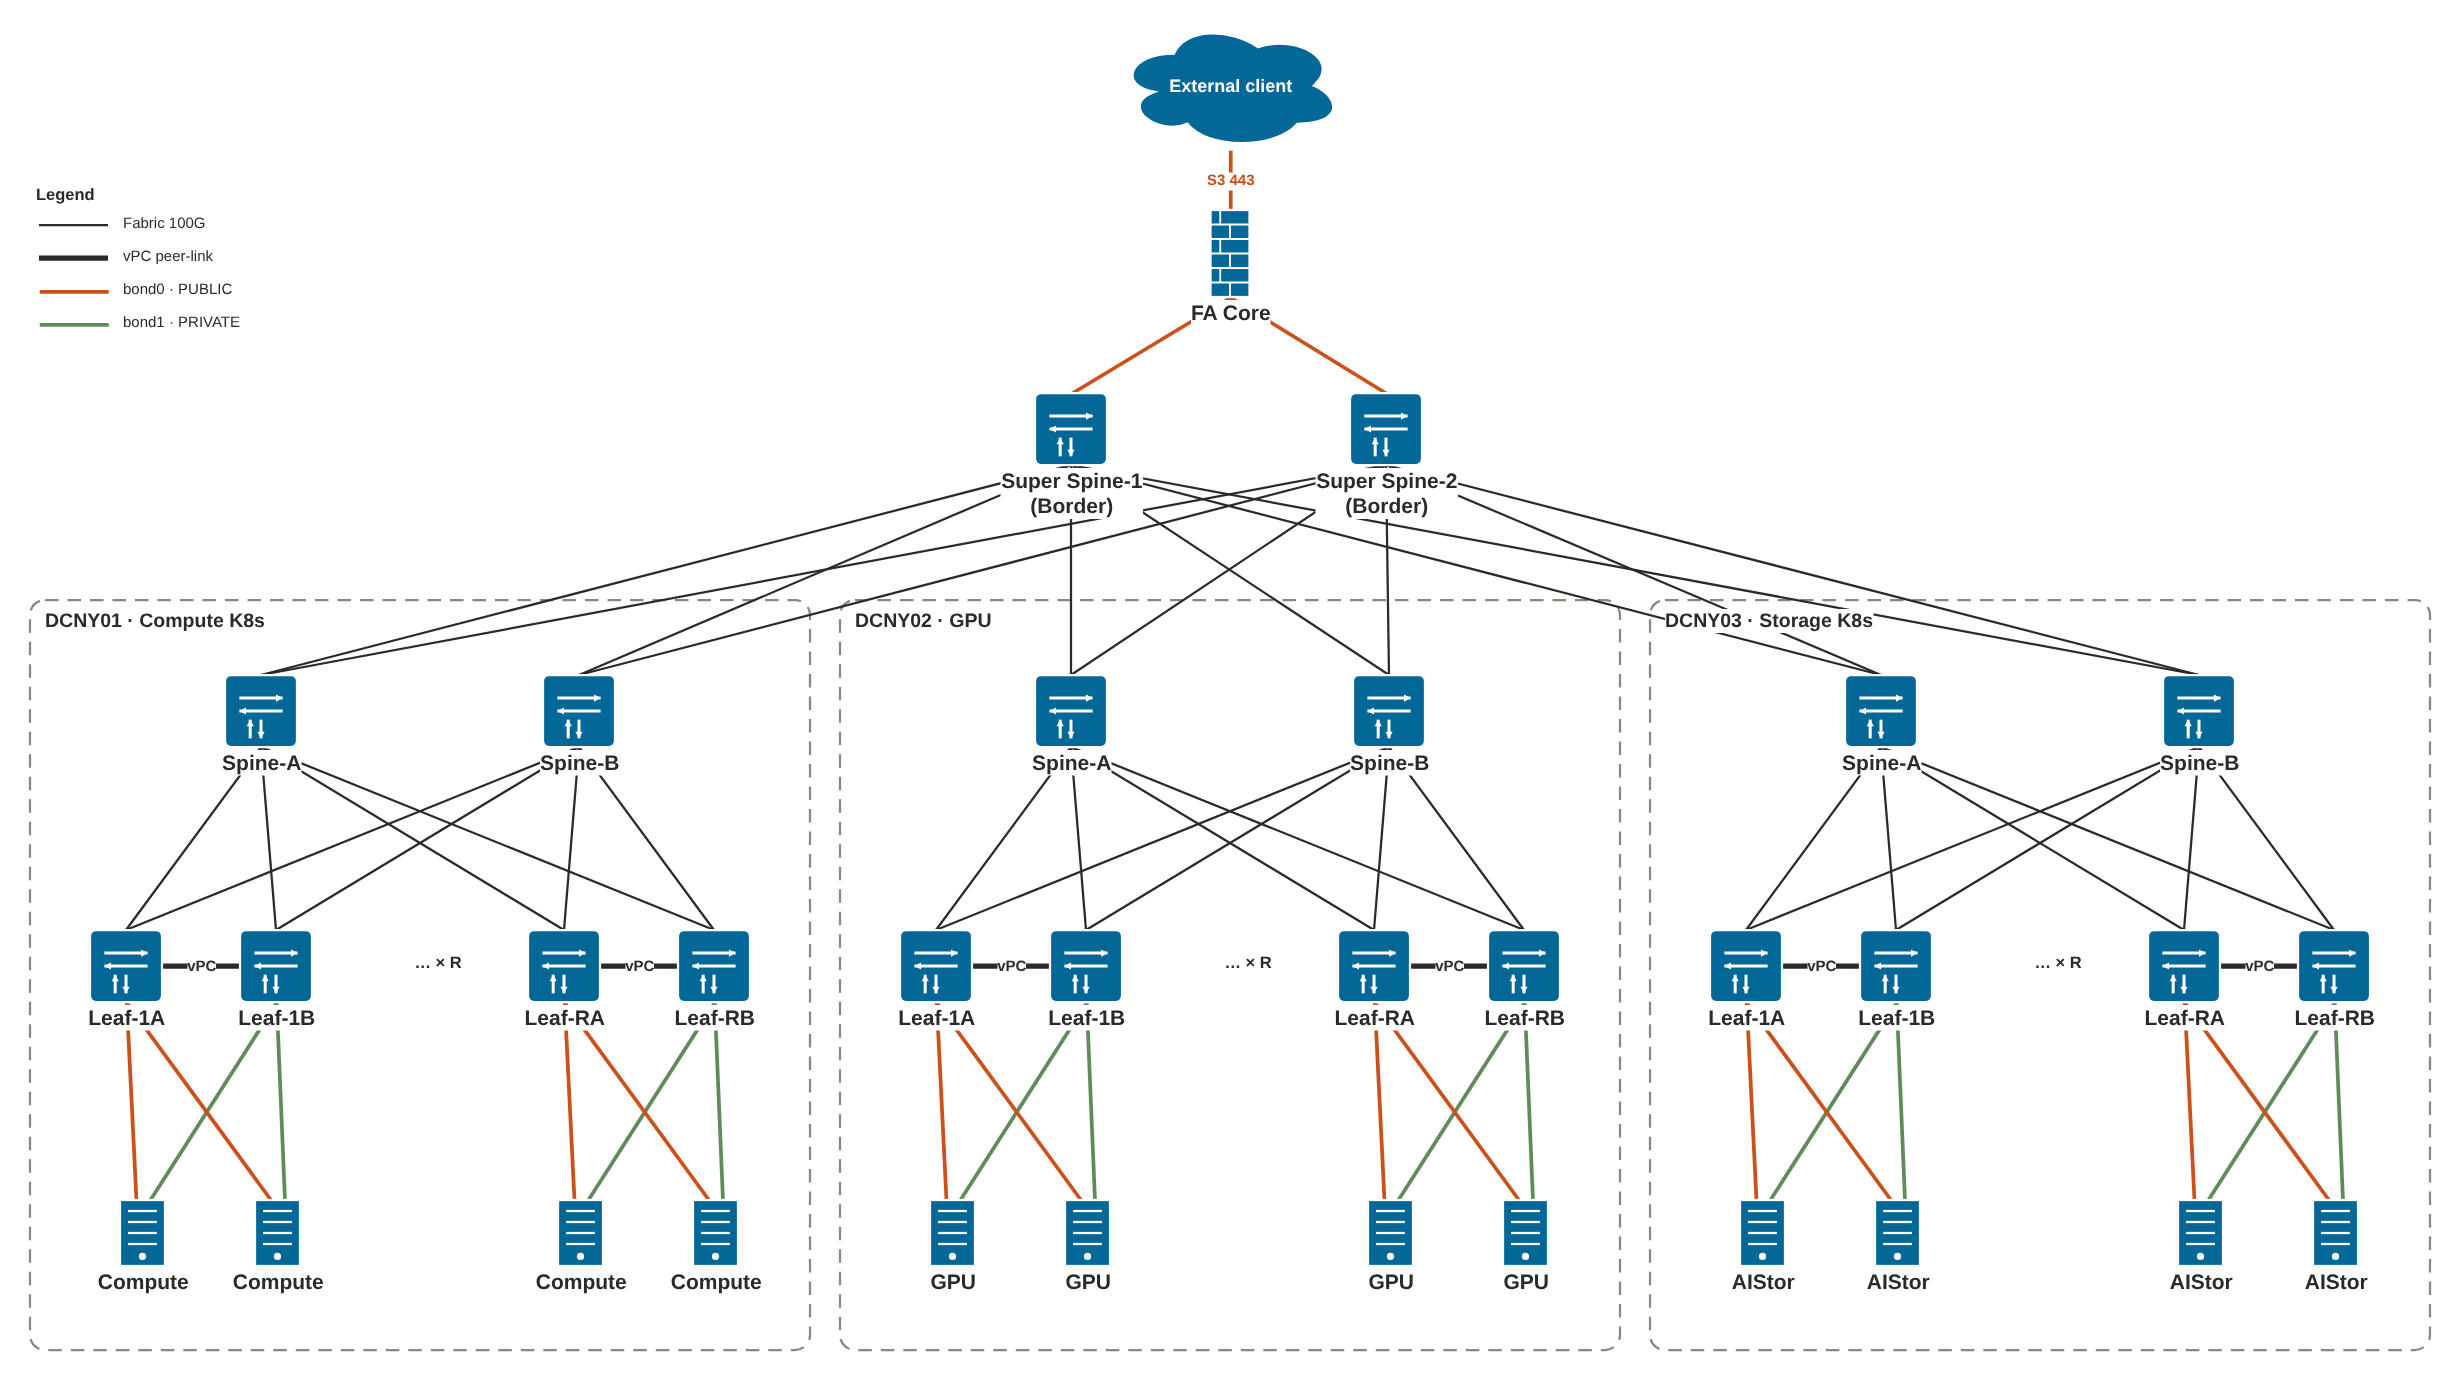 External client
S3 443
Legend
Fabric 100G
vPC peer-link
bond0 · PUBLIC
bond1 · PRIVATE
FA Core
Super Spine-1
(Border)
Super Spine-2
(Border)
DCNY01 · Compute K8s
DCNY02 · GPU
DCNY03 · Storage K8s
Spine-A
Spine-B
Spine-A
Spine-B
Spine-A
Spine-B
vPC
... × R
vPC
vPC
... × R
vPC
vPC
... × R
vPC
Leaf-1A
Leaf-1B
Leaf-RA
Leaf-RB
Leaf-1A
Leaf-1B
Leaf-RA
Leaf-RB
Leaf-1A
Leaf-1B
Leaf-RA
Leaf-RB
Compute
Compute
Compute
Compute
GPU
GPU
GPU
GPU
AIStor
AIStor
AIStor
AIStor